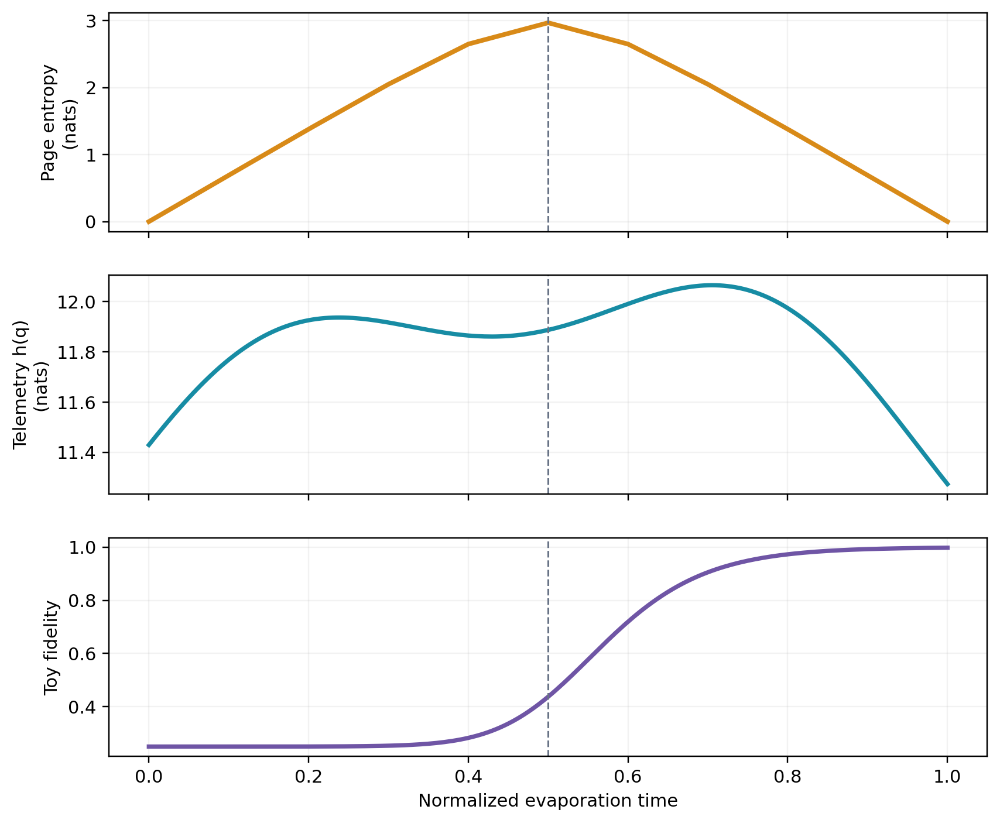 3
2
1
0
Page entropy
(nats)
12.0
11.8
11.6
11.4
Telemetry h(q)
(nats)
1.0
0.8
0.6
0.4
Toy fidelity
0.0 0.2 0.4 0.6 0.8 1.0
Normalized evaporation time